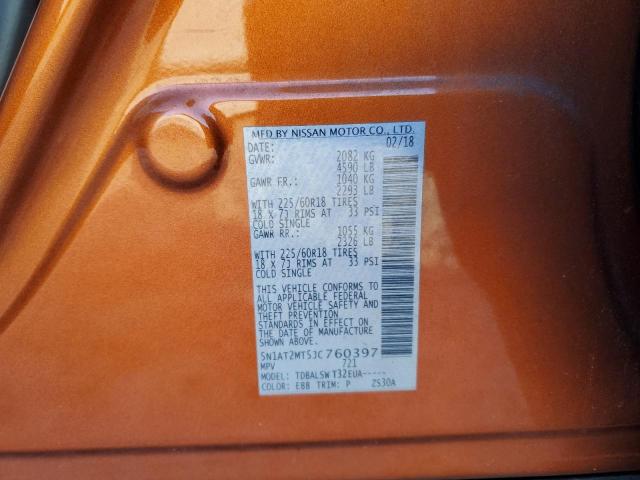 MFD BY NISSAN MOTOR CO., LTD.
DATE: 02/18
GVWR: 2082 KG
4590 LB
GAWR FR.: 1040 KG
2293 LB
WITH 225/60R18 TIRES
18 X 7J RIMS AT 33 PSI
COLD SINGLE
GAWR RR.: 1055 KG
2326 LB
WITH 225/60R18 TIRES
18 X 7J RIMS AT 33 PSI
COLD SINGLE
THIS VEHICLE CONFORMS TO
ALL APPLICABLE FEDERAL
MOTOR VEHICLE SAFETY AND
THEFT PREVENTION
STANDARDS IN EFFECT ON
THE DATE OF MANUFACTURE
SHOWN ABOVE.
5N1AT2MT5JC760397
MPV 721
MODEL: TDBALSW T32EUA-----
COLOR: EBB TRIM: P ZS30A